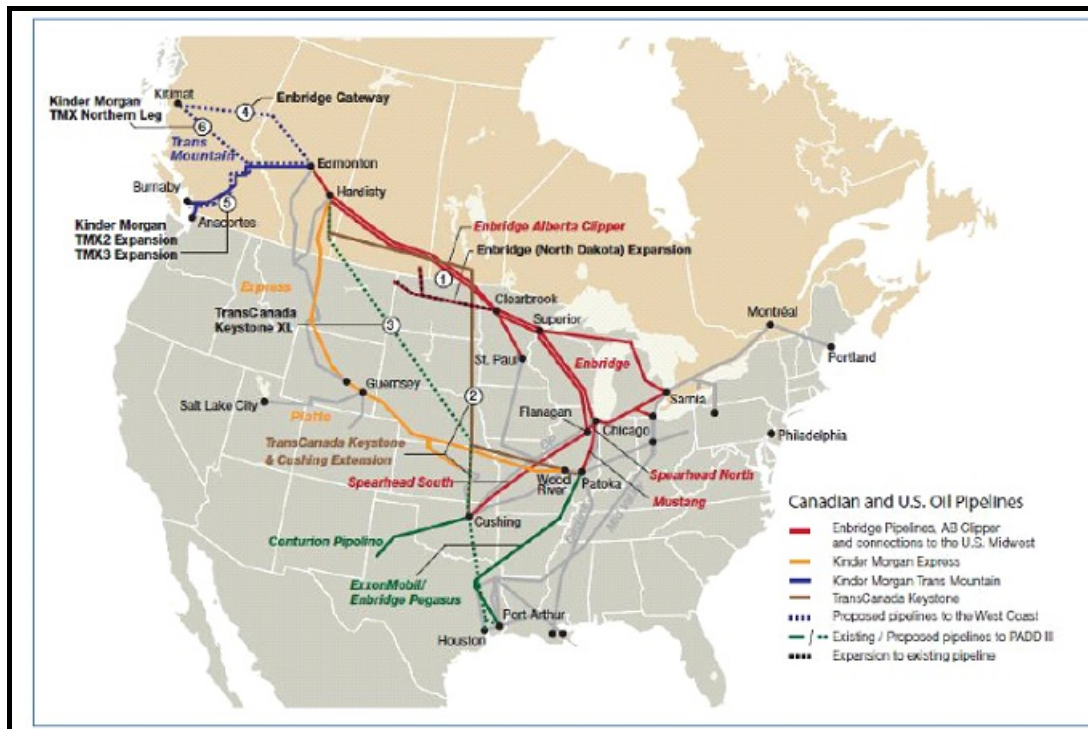 Kitimat
Kinder Morgan
TMX Northern Leg
4
Enbridge Gateway
6
Trans
Mountain
Edmonton
Burnaby
Hardisty
5
Anacortes
Kinder Morgan
TMX2 Expansion
TMX3 Expansion
Enbridge Alberta Clipper
Enbridge (North Dakota) Expansion
1
Express
Clearbrook
TransCanada
Keystone XL
3
Superior
Montréal
St. Paul
Enbridge
Portland
Guernsey
Sarnia
Salt Lake City
2
Flanagan
Chicago
Platte
Philadelphia
TransCanada Keystone
& Cushing Extension
Spearhead South
Wood
River
Patoka
Spearhead North
Mustang
Cushing
Centurion Pipeline
ExxonMobil/
Enbridge Pegasus
Port Arthur
Houston
Canadian and U.S. Oil Pipelines
Enbridge Pipelines, AB Clipper
and connections to the U.S. Midwest
Kinder Morgan Express
Kinder Morgan Trans Mountain
TransCanada Keystone
Proposed pipelines to the West Coast
Existing / Proposed pipelines to PADD III
Expansion to existing pipeline